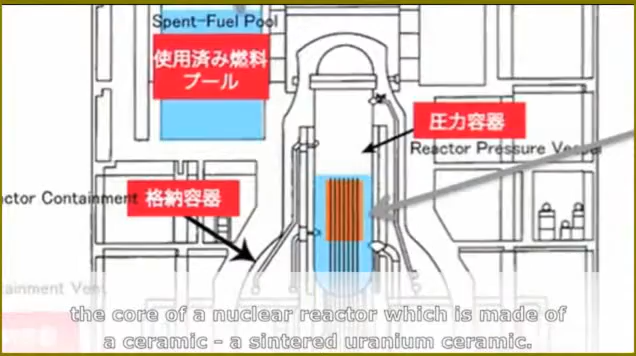 Spent-Fuel Pool
使用済み燃料
プール
圧力容器
Reactor Pressure
actor Containment
格納容器
ainment Vent
the core of a nuclear reactor which is made of
a ceramic - a sintered uranium ceramic.